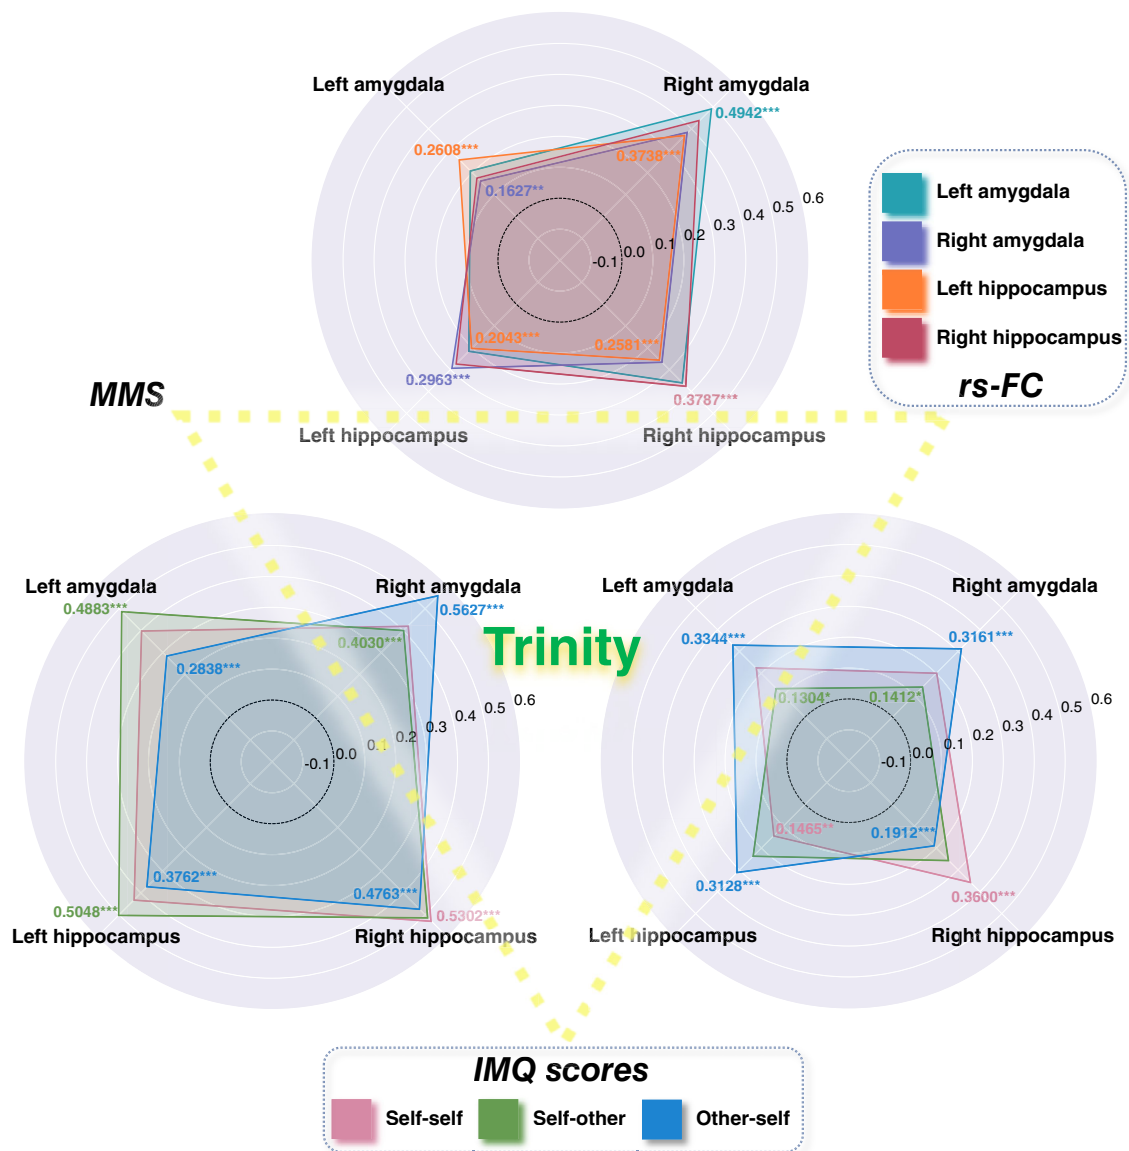 Left amygdala
Right amygdala
0.4942***
0.2608***
0.3738***
0.1627**
-0.1 0.0 0.1 0.2 0.3 0.4 0.5 0.6
0.2043***
0.2581***
0.2963***
0.3787***
Left hippocampus
Right hippocampus
Left amygdala
Right amygdala
Left hippocampus
Right hippocampus
rs-FC
MMS
Trinity
Left amygdala
Right amygdala
0.4883***
0.5627***
0.4030***
0.2838***
-0.1 0.0 0.1 0.2 0.3 0.4 0.5 0.6
0.3762***
0.4763***
0.5048***
0.5302***
Left hippocampus
Right hippocampus
Left amygdala
Right amygdala
0.3344***
0.3161***
0.1304*
0.1412*
-0.1 0.0 0.1 0.2 0.3 0.4 0.5 0.6
0.1465**
0.1912***
0.3128***
0.3600***
Left hippocampus
Right hippocampus
IMQ scores
Self-self
Self-other
Other-self